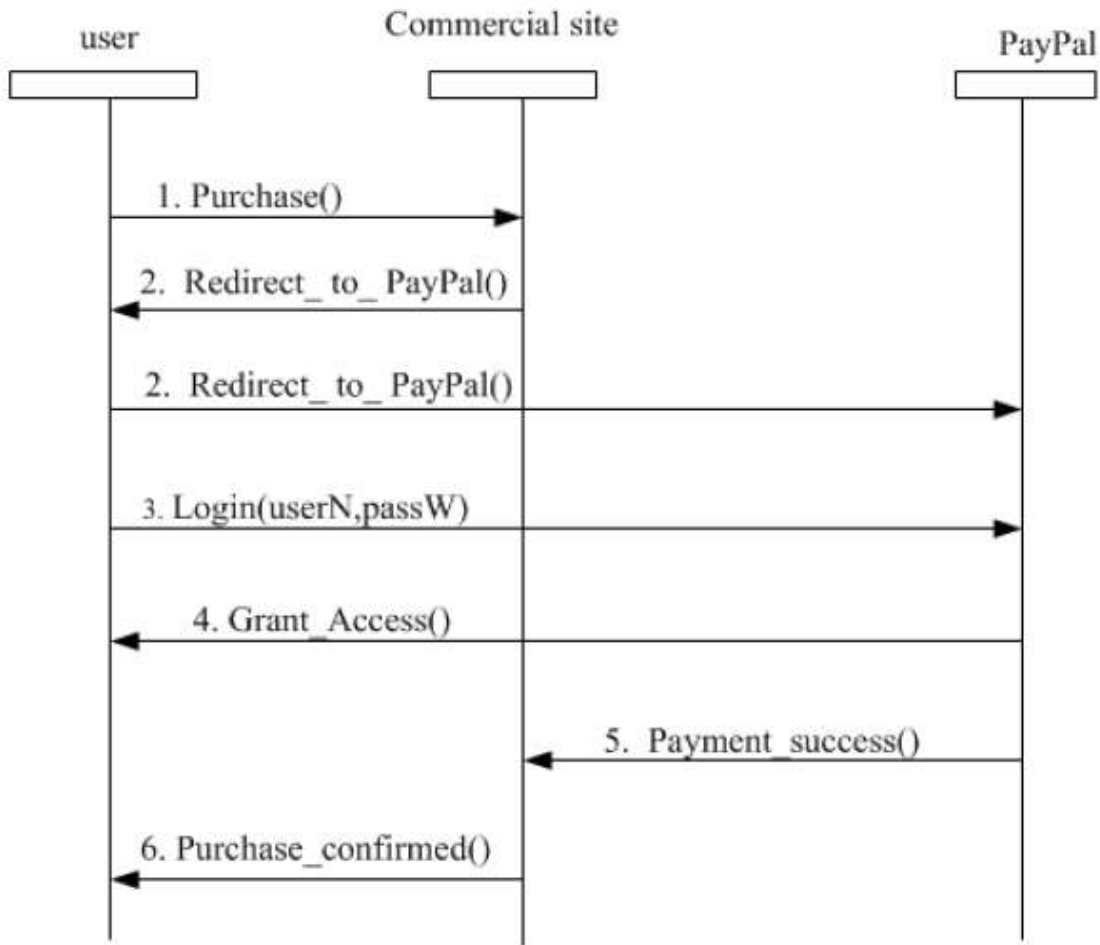 user
Commercial site
PayPal
1. Purchase()
2. Redirect_ to_ PayPal()
2. Redirect_ to_ PayPal()
3. Login(userN,passW)
4. Grant_Access()
5. Payment_success()
6. Purchase_confirmed()